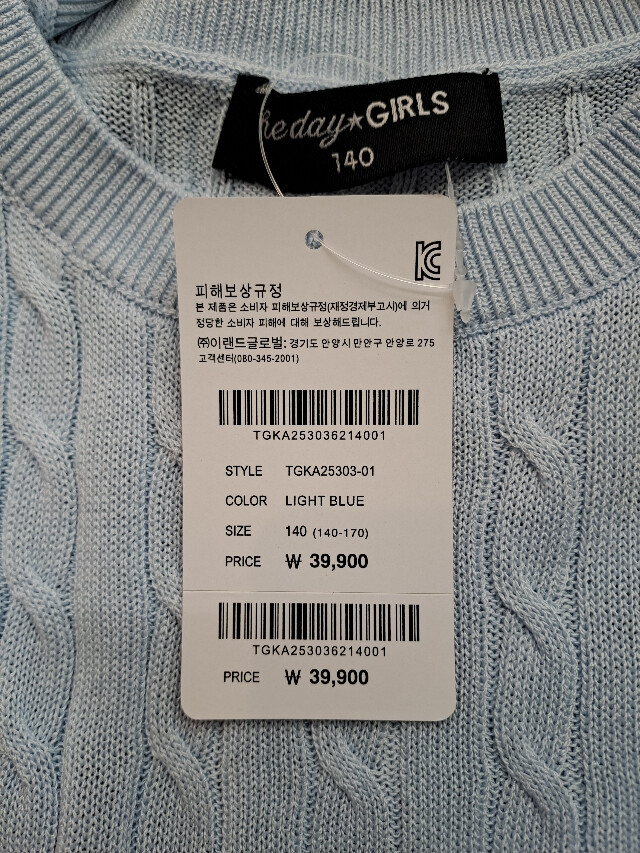 heday★GIRLS
140
피해보상규정
본 제품은 소비자 피해보상규정(재정경제부고시)에 의거
정당한 소비자 피해에 대해 보상해드립니다.
㈜이랜드글로벌: 경기도 안양시 만안구 안양로 275
고객센터(080-345-2001)
TGKA253036214001
STYLE TGKA25303-01
COLOR LIGHT BLUE
SIZE 140 (140-170)
PRICE ₩ 39,900
TGKA253036214001
PRICE ₩ 39,900